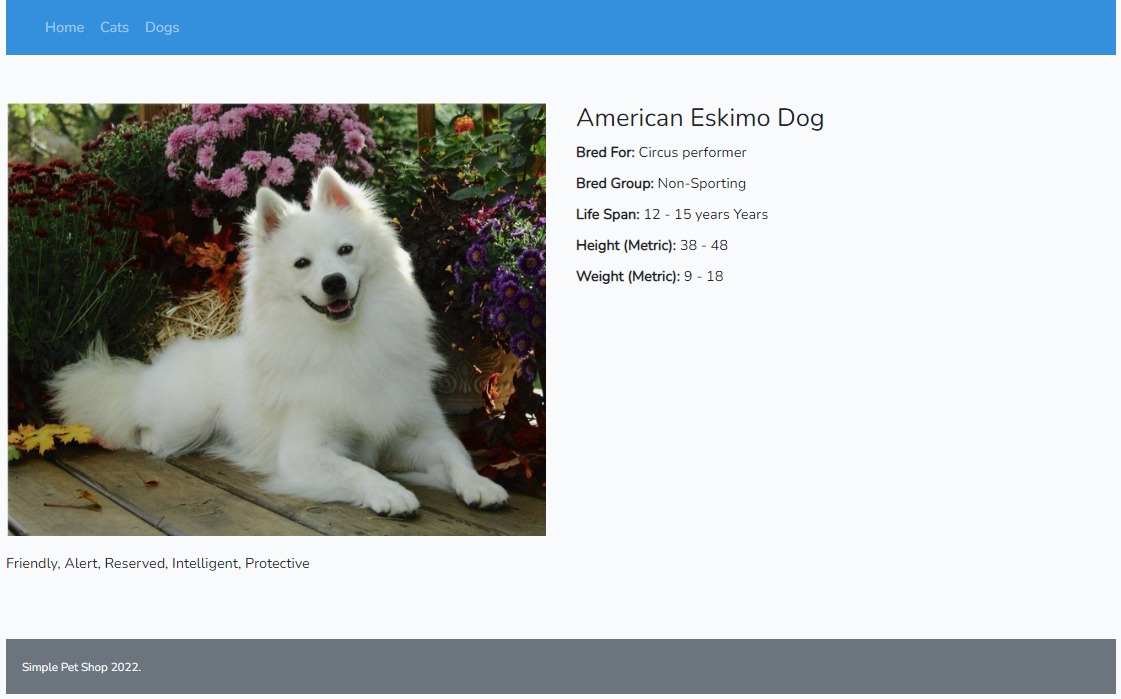 Home Cats Dogs
American Eskimo Dog
Bred For: Circus performer
Bred Group: Non-Sporting
Life Span: 12 - 15 years Years
Height (Metric): 38 - 48
Weight (Metric): 9 - 18
Friendly, Alert, Reserved, Intelligent, Protective
Simple Pet Shop 2022.